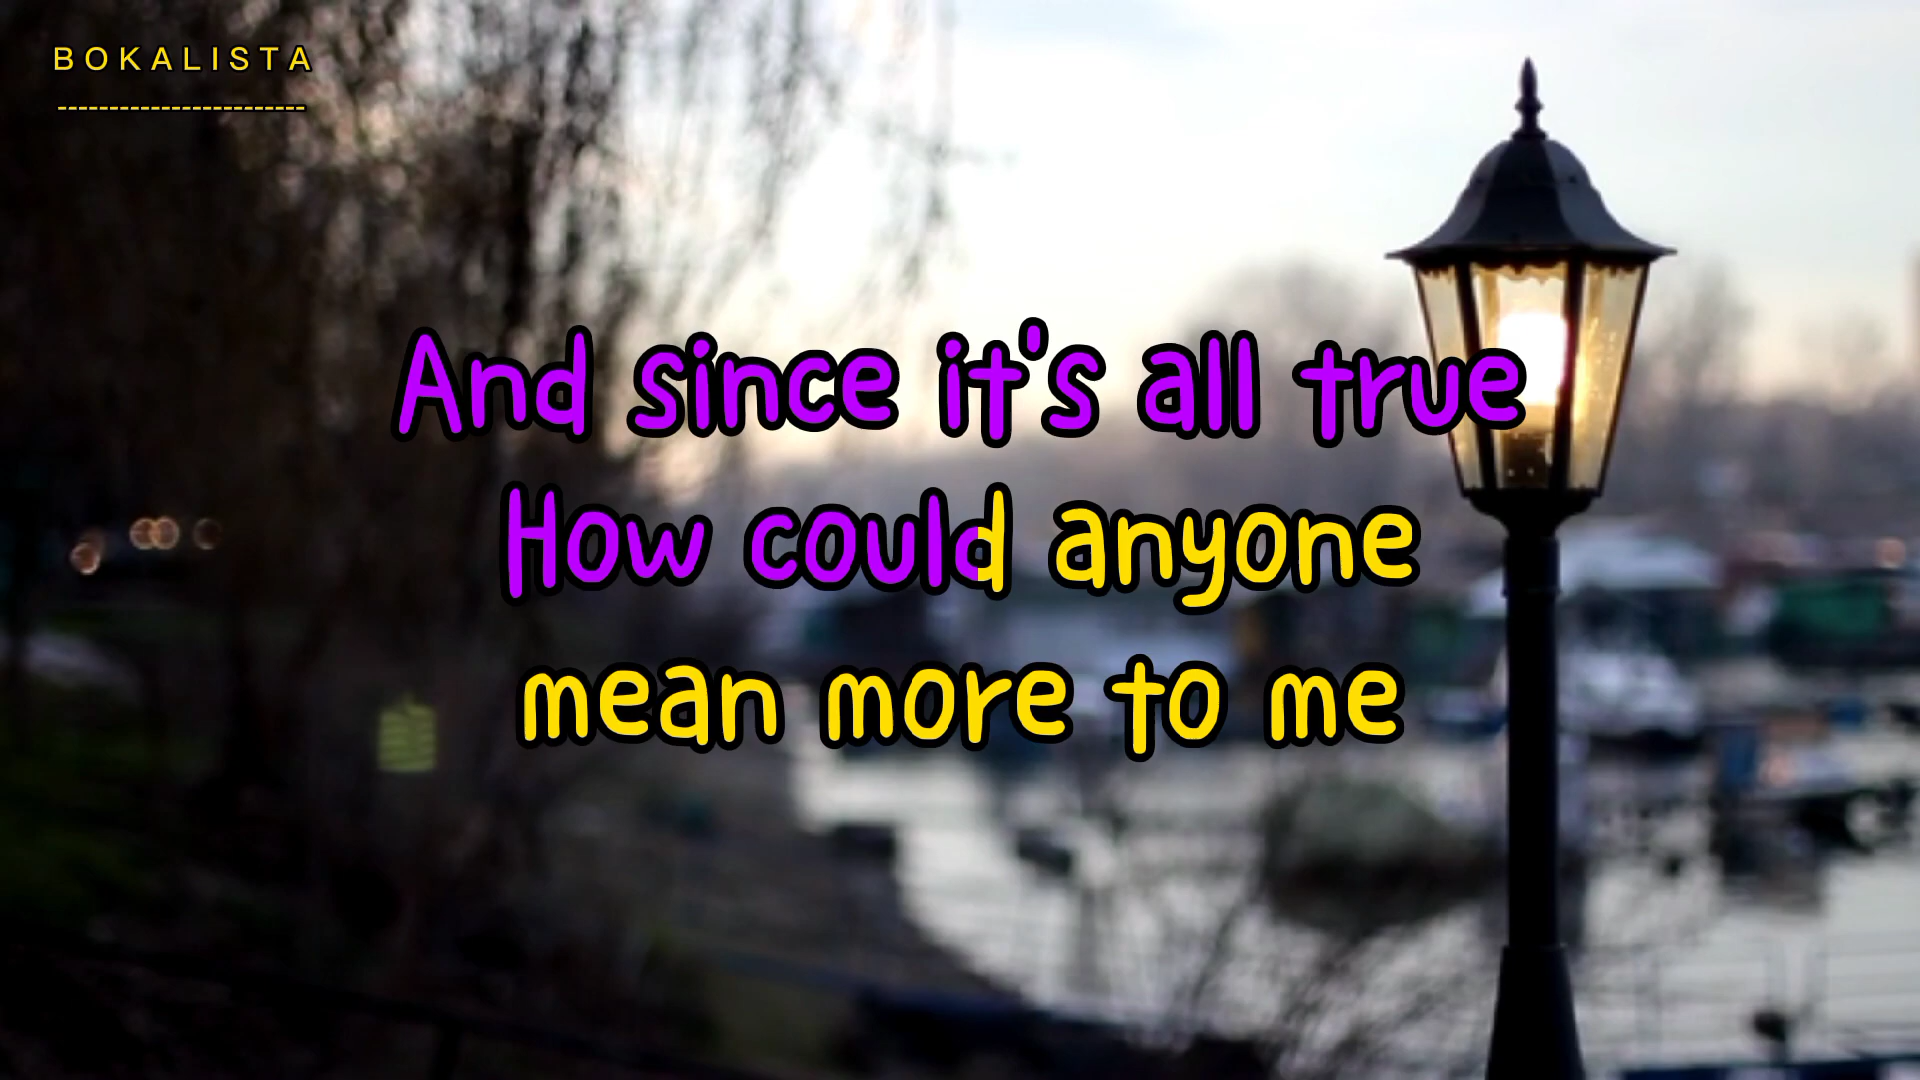 BOKALISTA
------------------------
And since it's all true
How could anyone
mean more to me